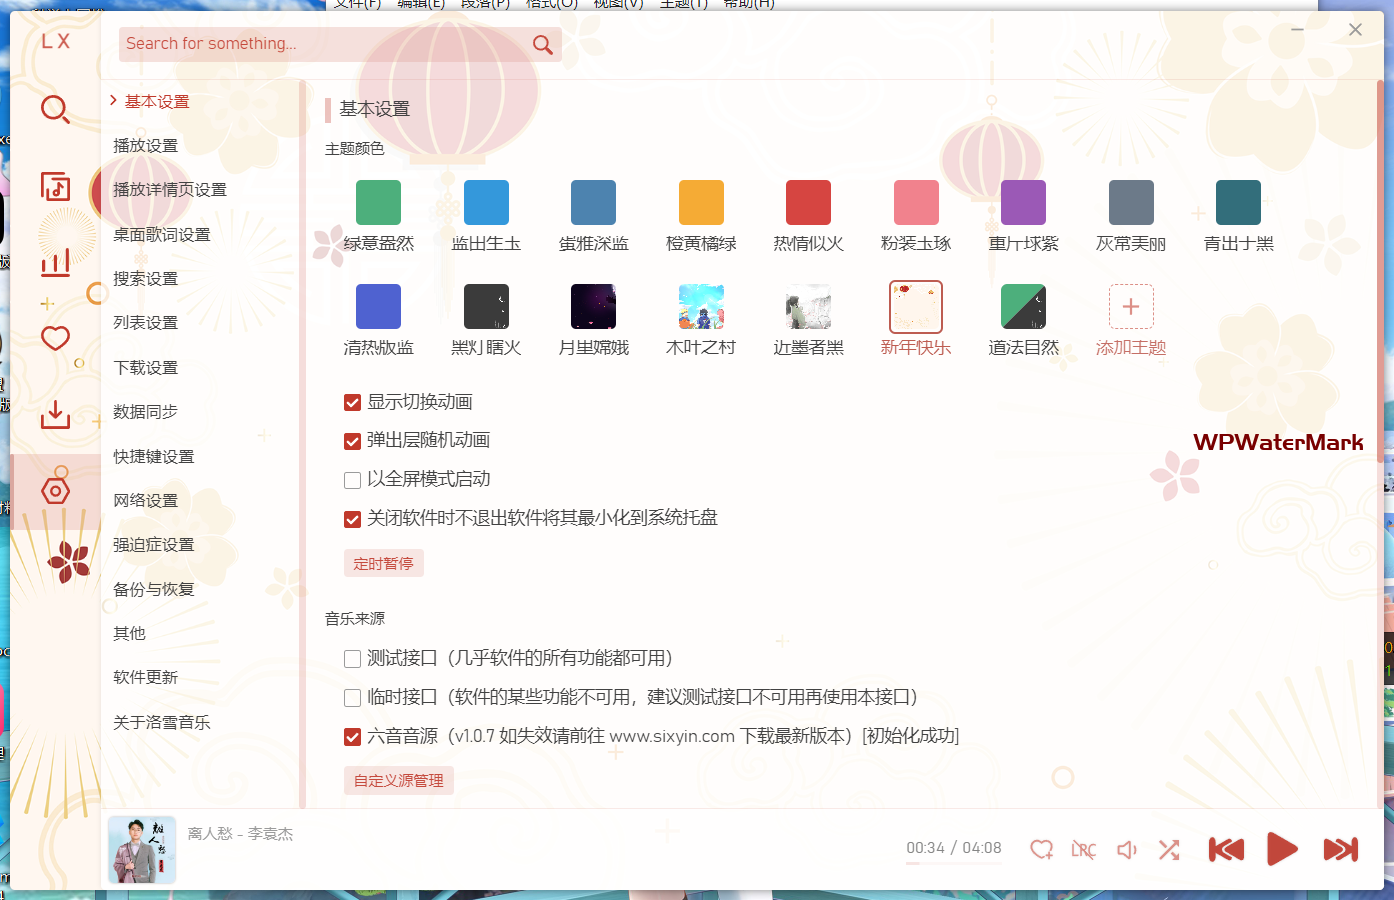 文件(F) 编辑(E) 段落(P) 格式(O) 视图(V) 主题(T) 帮助(H)
LX
Search for something...
基本设置
播放设置
播放详情页设置
桌面歌词设置
搜索设置
列表设置
下载设置
数据同步
快捷键设置
网络设置
强迫症设置
备份与恢复
其他
软件更新
关于洛雪音乐
基本设置
主题颜色
绿意盎然 蓝田生玉 蛋雅深蓝 橙黄橘绿 热情似火 粉装玉琢 重斤球紫 灰常美丽 青出于黑
清热版蓝 黑灯瞎火 月里嫦娥 木叶之村 近墨者黑 新年快乐 道法自然 添加主题
显示切换动画
弹出层随机动画
以全屏模式启动
关闭软件时不退出软件将其最小化到系统托盘
定时暂停
音乐来源
测试接口（几乎软件的所有功能都可用）
临时接口（软件的某些功能不可用，建议测试接口不可用再使用本接口）
六音音源（v1.0.7 如失效请前往 www.sixyin.com 下载最新版本）[初始化成功]
自定义源管理
WPWaterMark
離人愁
离人愁 - 李袁杰
00:34 / 04:08
LRC